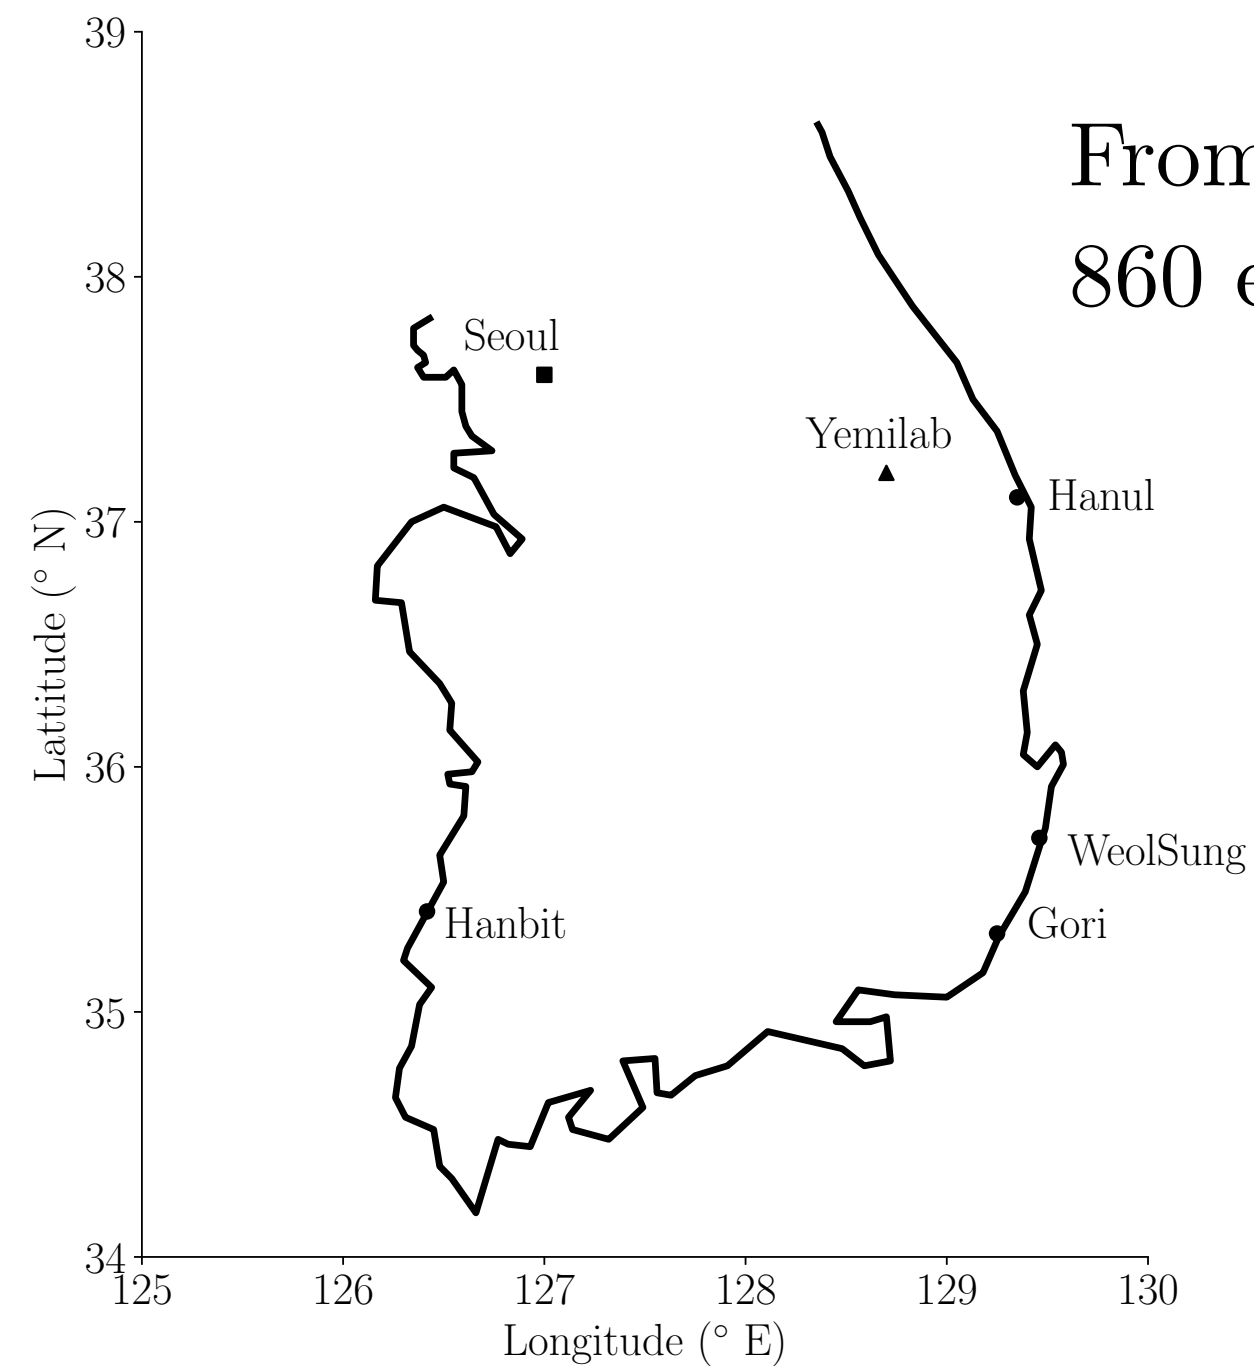 39
From
860 e
38
Seoul
Yemilab
Hanul
37
Lattitude (° N)
36
WeolSung
Hanbit
Gori
35
34
125 126 127 128 129 130
Longitude (° E)